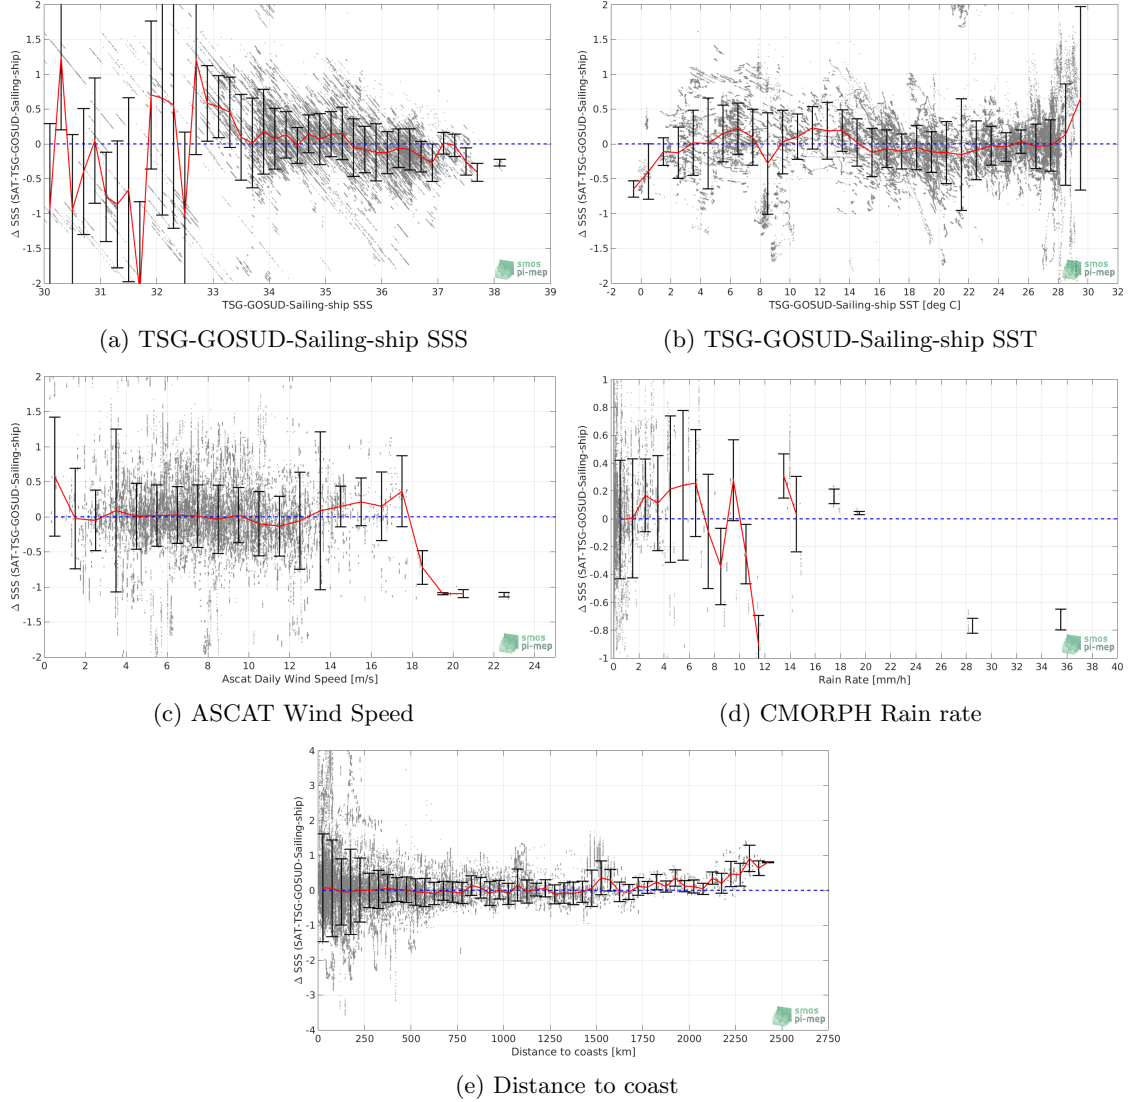 2
1.5
1
0.5
0
-0.5
-1
-1.5
-2
Δ SSS (SAT-TSG-GOSUD-Sailing-ship)
30 31 32 33 34 35 36 37 38 39
TSG-GOSUD-Sailing-ship SSS
smos
pi-mep
(a) TSG-GOSUD-Sailing-ship SSS
2
1.5
1
0.5
0
-0.5
-1
-1.5
-2
Δ SSS (SAT-TSG-GOSUD-Sailing-ship)
-2 0 2 4 6 8 10 12 14 16 18 20 22 24 26 28 30 32
TSG-GOSUD-Sailing-ship SST [deg C]
smos
pi-mep
(b) TSG-GOSUD-Sailing-ship SST
2
1.5
1
0.5
0
-0.5
-1
-1.5
-2
Δ SSS (SAT-TSG-GOSUD-Sailing-ship)
0 2 4 6 8 10 12 14 16 18 20 22 24
Ascat Daily Wind Speed [m/s]
smos
pi-mep
(c) ASCAT Wind Speed
1
0.8
0.6
0.4
0.2
0
-0.2
-0.4
-0.6
-0.8
-1
Δ SSS (SAT-TSG-GOSUD-Sailing-ship)
0 2 4 6 8 10 12 14 16 18 20 22 24 26 28 30 32 34 36 38 40
Rain Rate [mm/h]
smos
pi-mep
(d) CMORPH Rain rate
4
3
2
1
0
-1
-2
-3
-4
Δ SSS (SAT-TSG-GOSUD-Sailing-ship)
0 250 500 750 1000 1250 1500 1750 2000 2250 2500 2750
Distance to coasts [km]
smos
pi-mep
(e) Distance to coast